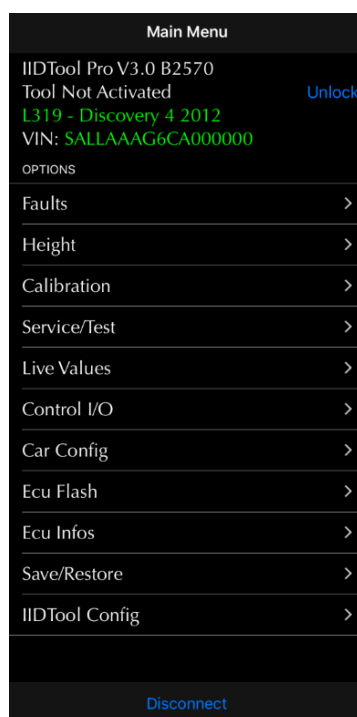 Main Menu
IIDTool Pro V3.0 B2570
Tool Not Activated Unlock
L319 - Discovery 4 2012
VIN: SALLAAAG6CA000000
OPTIONS
Faults
Height
Calibration
Service/Test
Live Values
Control I/O
Car Config
Ecu Flash
Ecu Infos
Save/Restore
IIDTool Config
Disconnect